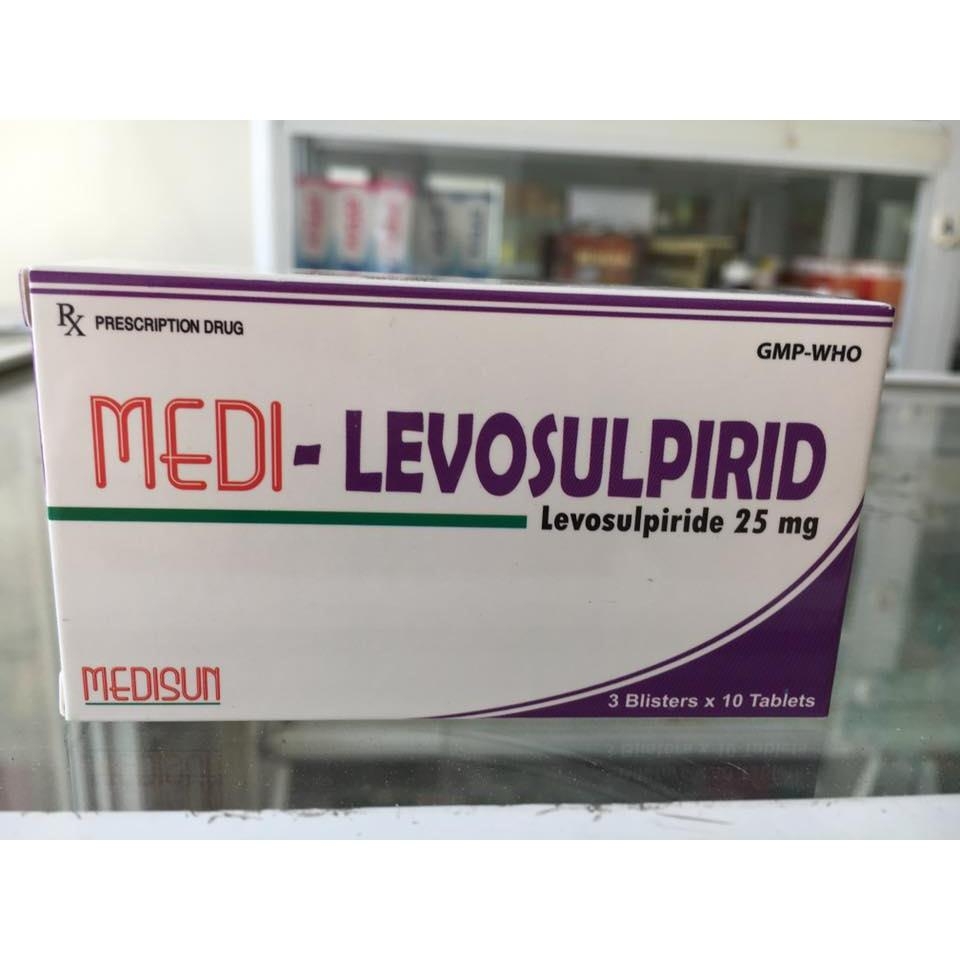 Rx PRESCRIPTION DRUG
GMP-WHO
MEDI-LEVOSULPIRID
Levosulpiride 25 mg
MEDISUN
3 Blisters x 10 Tablets